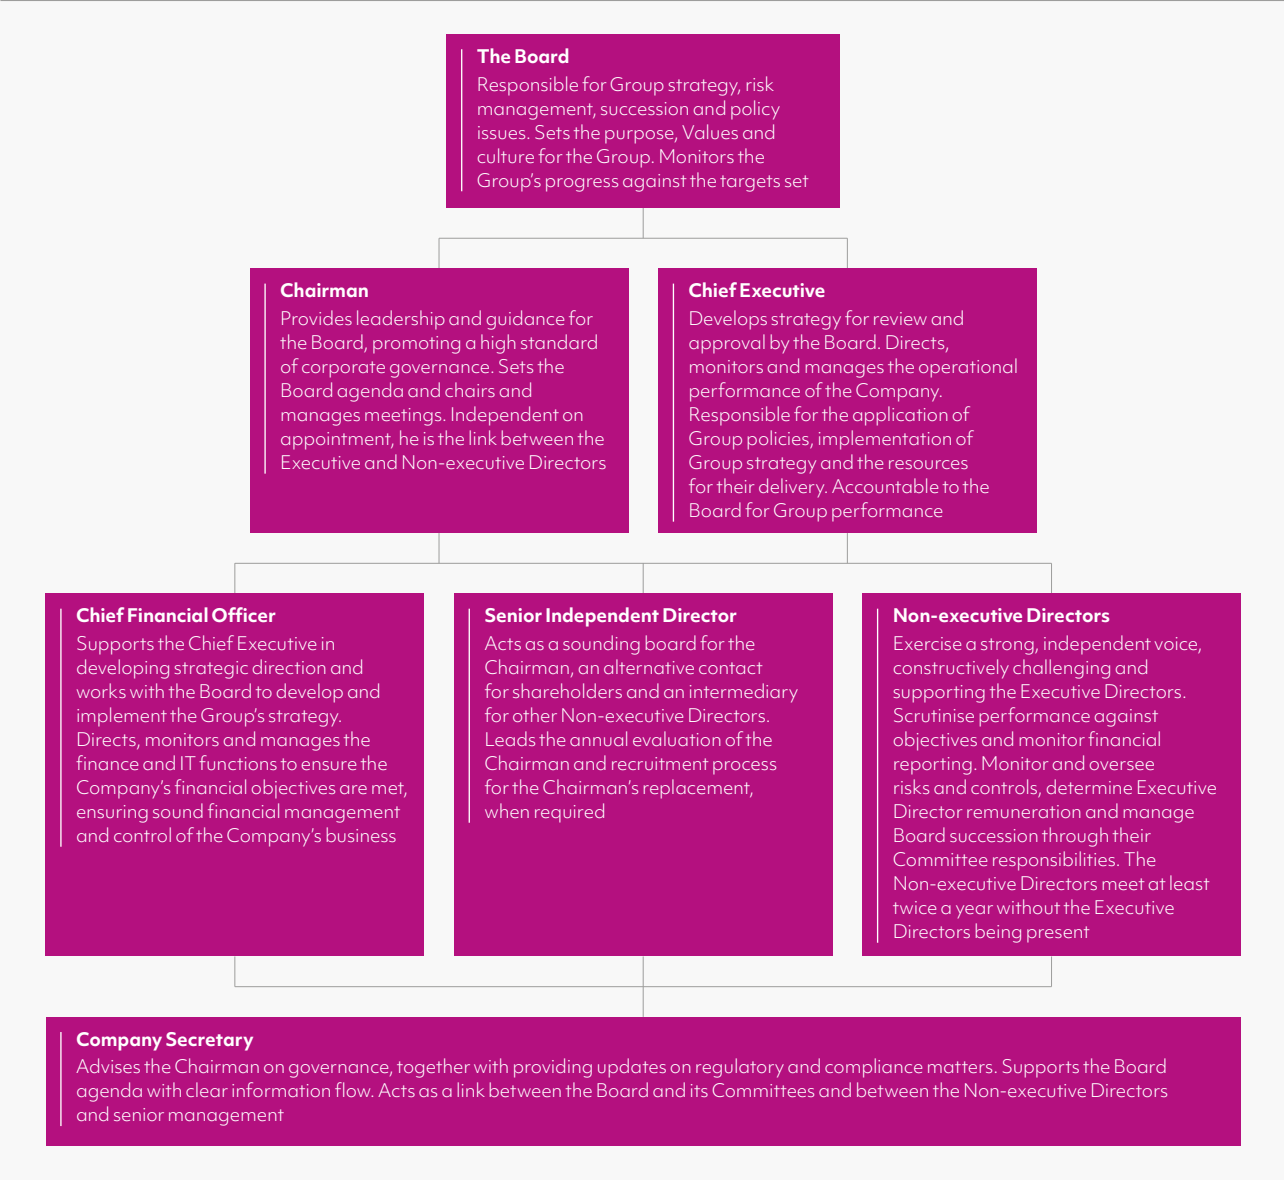 The Board
Responsible for Group strategy, risk
management, succession and policy
issues. Sets the purpose, Values and
culture for the Group. Monitors the
Group's progress against the targets set
Chairman
Provides leadership and guidance for
the Board, promoting a high standard
of corporate governance. Sets the
Board agenda and chairs and
manages meetings. Independent on
appointment, he is the link between the
Executive and Non-executive Directors
Chief Executive
Develops strategy for review and
approval by the Board. Directs,
monitors and manages the operational
performance of the Company.
Responsible for the application of
Group policies, implementation of
Group strategy and the resources
for their delivery. Accountable to the
Board for Group performance
Chief Financial Officer
Supports the Chief Executive in
developing strategic direction and
works with the Board to develop and
implement the Group's strategy.
Directs, monitors and manages the
finance and IT functions to ensure the
Company's financial objectives are met,
ensuring sound financial management
and control of the Company's business
Senior Independent Director
Acts as a sounding board for the
Chairman, an alternative contact
for shareholders and an intermediary
for other Non-executive Directors.
Leads the annual evaluation of the
Chairman and recruitment process
for the Chairman's replacement,
when required
Non-executive Directors
Exercise a strong, independent voice,
constructively challenging and
supporting the Executive Directors.
Scrutinise performance against
objectives and monitor financial
reporting. Monitor and oversee
risks and controls, determine Executive
Director remuneration and manage
Board succession through their
Committee responsibilities. The
Non-executive Directors meet at least
twice a year without the Executive
Directors being present
Company Secretary
Advises the Chairman on governance, together with providing updates on regulatory and compliance matters. Supports the Board
agenda with clear information flow. Acts as a link between the Board and its Committees and between the Non-executive Directors
and senior management